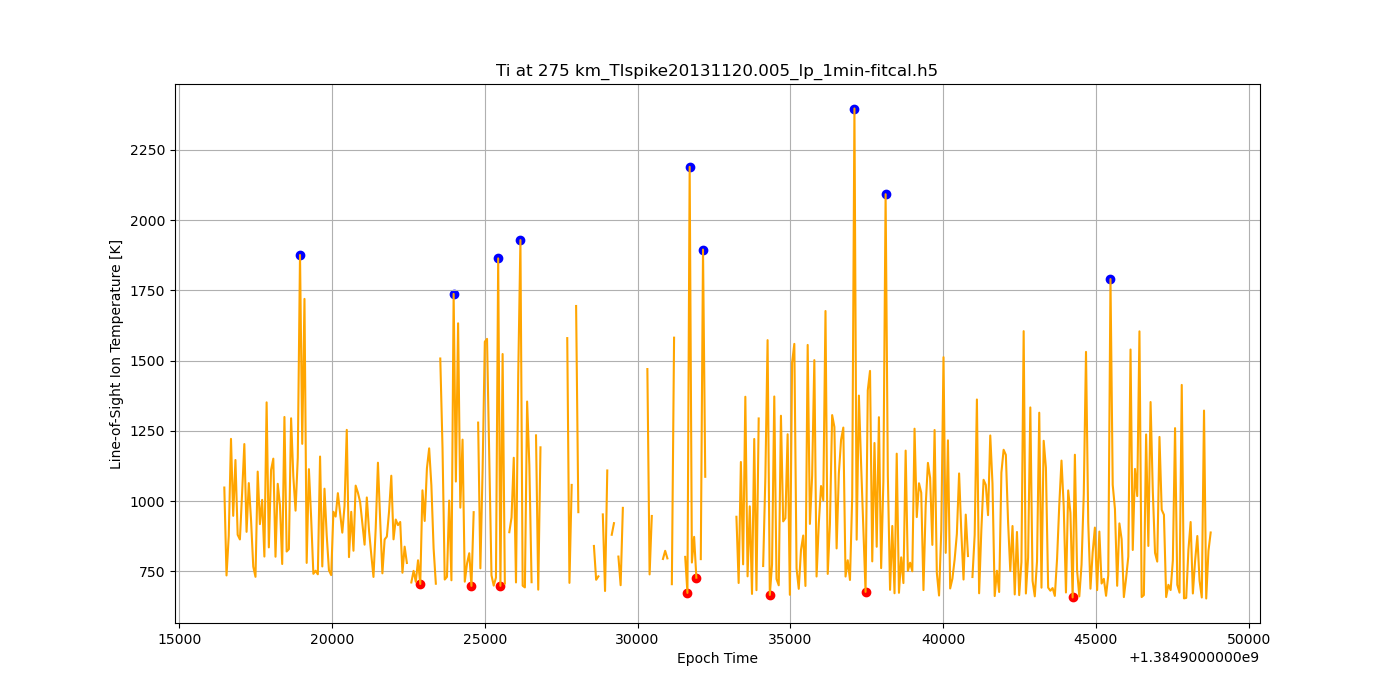 Ti at 275 km_TIspike20131120.005_lp_1min-fitcal.h5
Line-of-Sight Ion Temperature [K]
2250
2000
1750
1500
1250
1000
750
15000 20000 25000 30000 35000 40000 45000 50000
Epoch Time
+1.3849000000e9